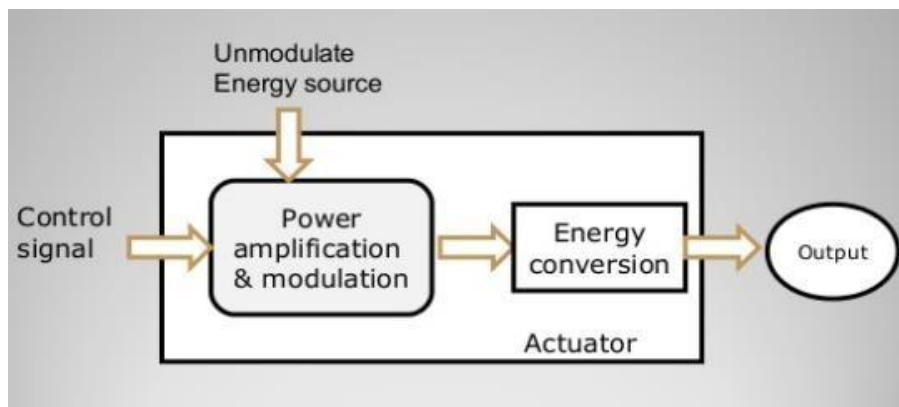 Unmodulate
Energy source
Control
signal
Power
amplification
& modulation
Energy
conversion
Output
Actuator